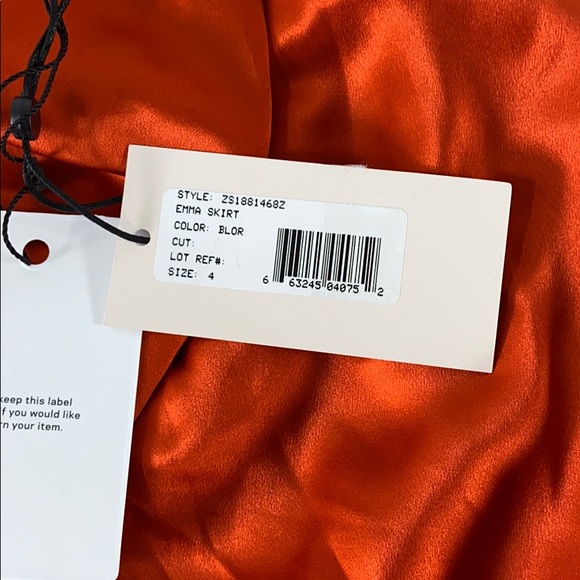 STYLE: ZS1881468Z
EMMA SKIRT
COLOR: BLOR
CUT:
LOT REF#:
SIZE: 4
6 63245 04075 2
keep this label
if you would like
your item.